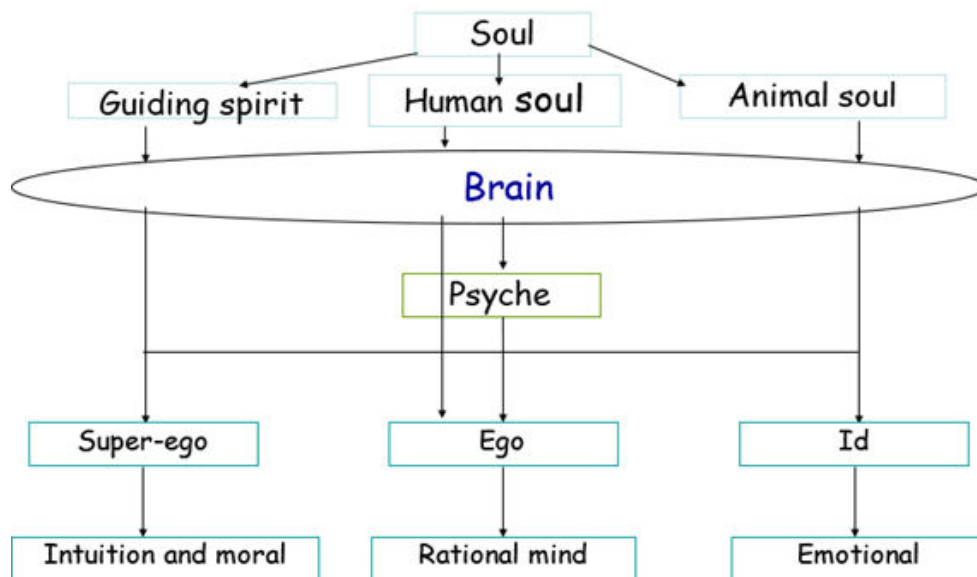 Soul
Guiding spirit
Human soul
Animal soul
Brain
Psyche
Super-ego
Ego
Id
Intuition and moral
Rational mind
Emotional